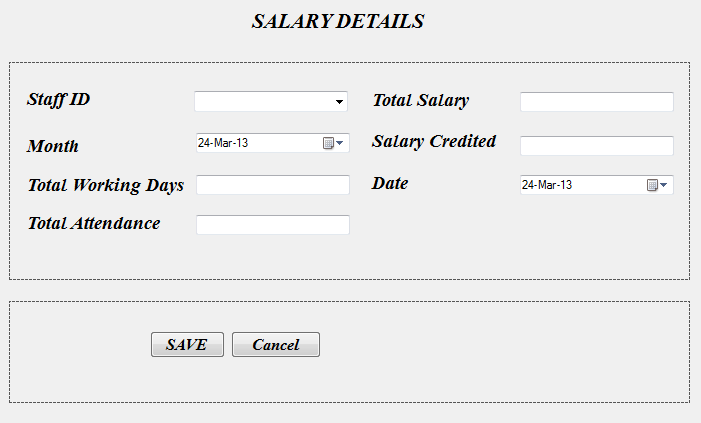 SALARY DETAILS
Staff ID
Total Salary
Month 24-Mar-13
Salary Credited
Total Working Days
Date 24-Mar-13
Total Attendance
SAVE Cancel